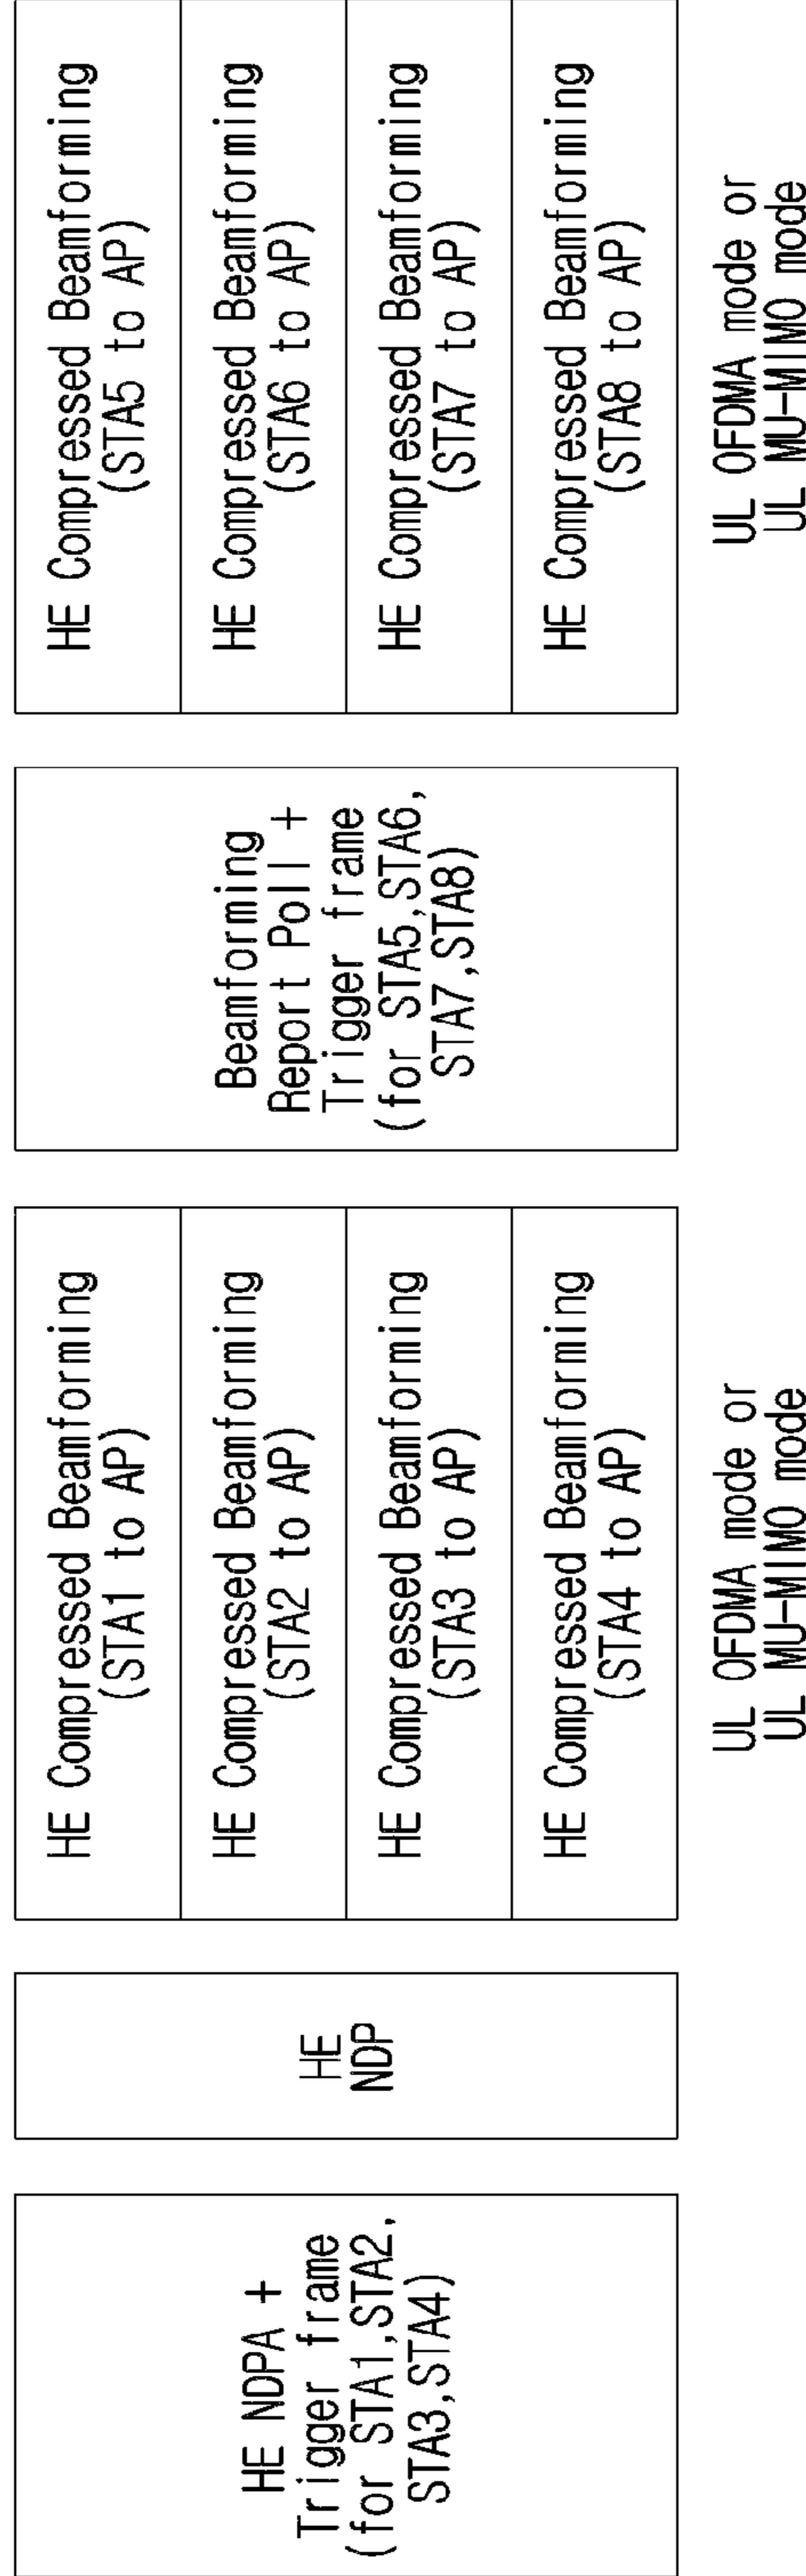 HE NDPA +
Trigger frame
(for STA1,STA2,
STA3,STA4)
HE
NDP
HE Compressed Beamforming
(STA1 to AP)
HE Compressed Beamforming
(STA2 to AP)
HE Compressed Beamforming
(STA3 to AP)
HE Compressed Beamforming
(STA4 to AP)
UL OFDMA mode or
UL MU-MIMO mode
Beamforming
Report Poll +
Trigger frame
(for STA5,STA6,
STA7,STA8)
HE Compressed Beamforming
(STA5 to AP)
HE Compressed Beamforming
(STA6 to AP)
HE Compressed Beamforming
(STA7 to AP)
HE Compressed Beamforming
(STA8 to AP)
UL OFDMA mode or
UL MU-MIMO mode